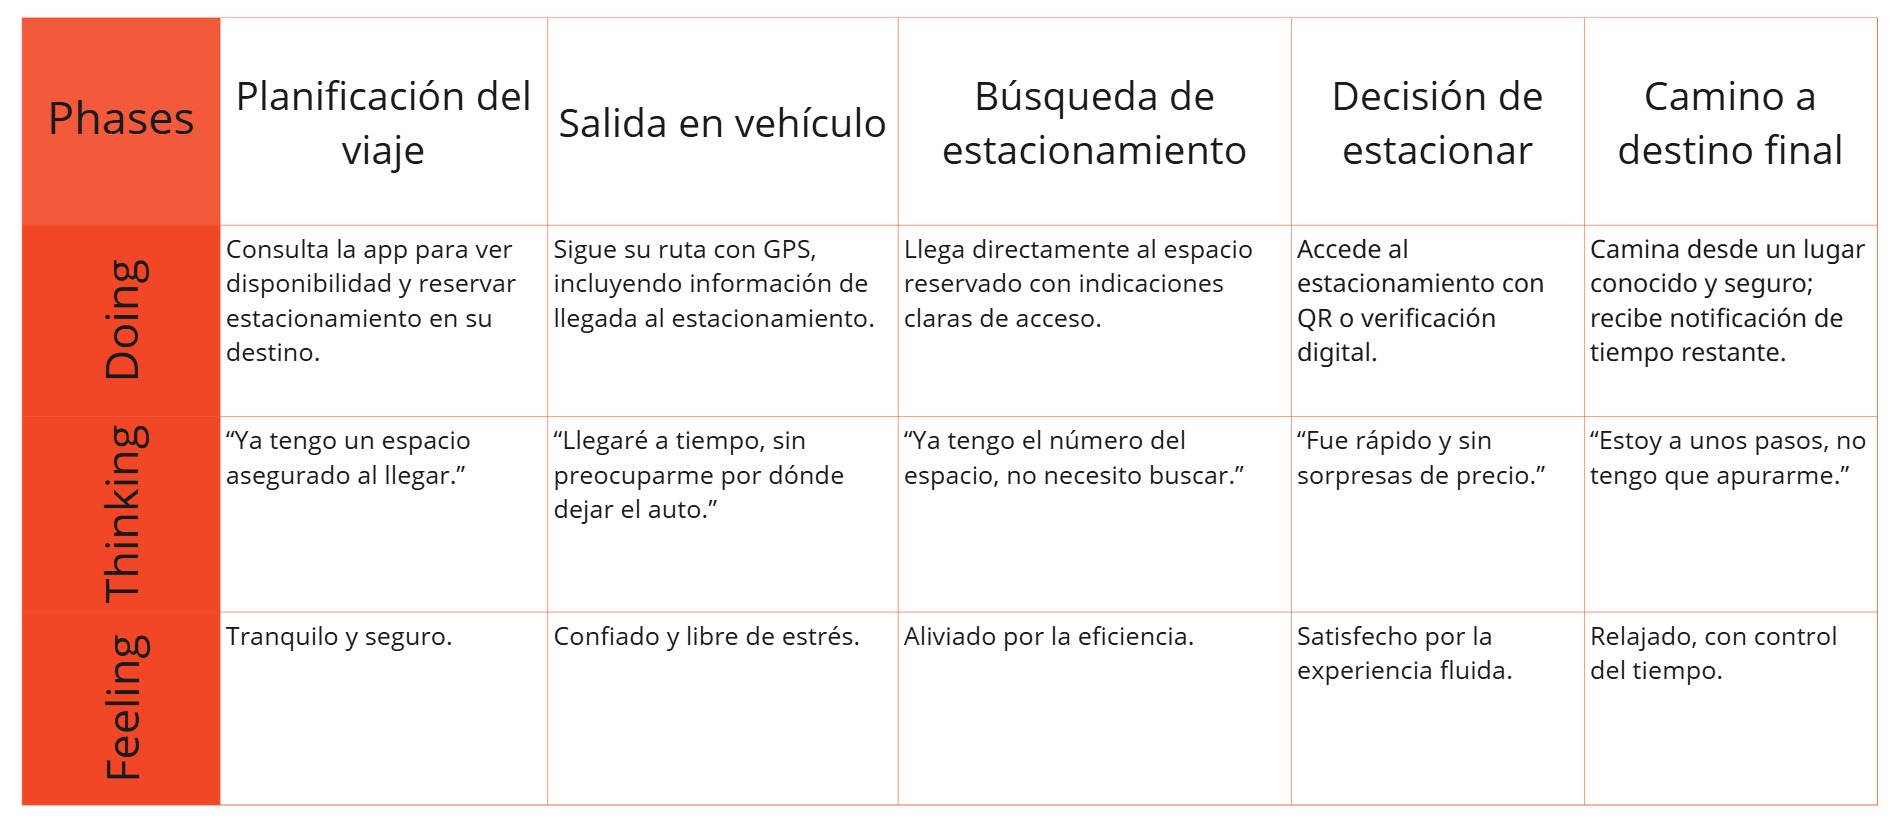 Phases
Planificación del
viaje
Salida en vehículo
Búsqueda de
estacionamiento
Decisión de
estacionar
Camino a
destino final
Doing
Consulta la app para ver
disponibilidad y reservar
estacionamiento en su
destino.
Sigue su ruta con GPS,
incluyendo información de
llegada al estacionamiento.
Llega directamente al espacio
reservado con indicaciones
claras de acceso.
Accede al
estacionamiento con
QR o verificación
digital.
Camina desde un lugar
conocido y seguro;
recibe notificación de
tiempo restante.
Thinking
“Ya tengo un espacio
asegurado al llegar.”
“Llegaré a tiempo, sin
preocuparme por dónde
dejar el auto.”
“Ya tengo el número del
espacio, no necesito buscar.”
“Fue rápido y sin
sorpresas de precio.”
“Estoy a unos pasos, no
tengo que apurarme.”
Feeling
Tranquilo y seguro.
Confiado y libre de estrés.
Aliviado por la eficiencia.
Satisfecho por la
experiencia fluida.
Relajado, con control
del tiempo.